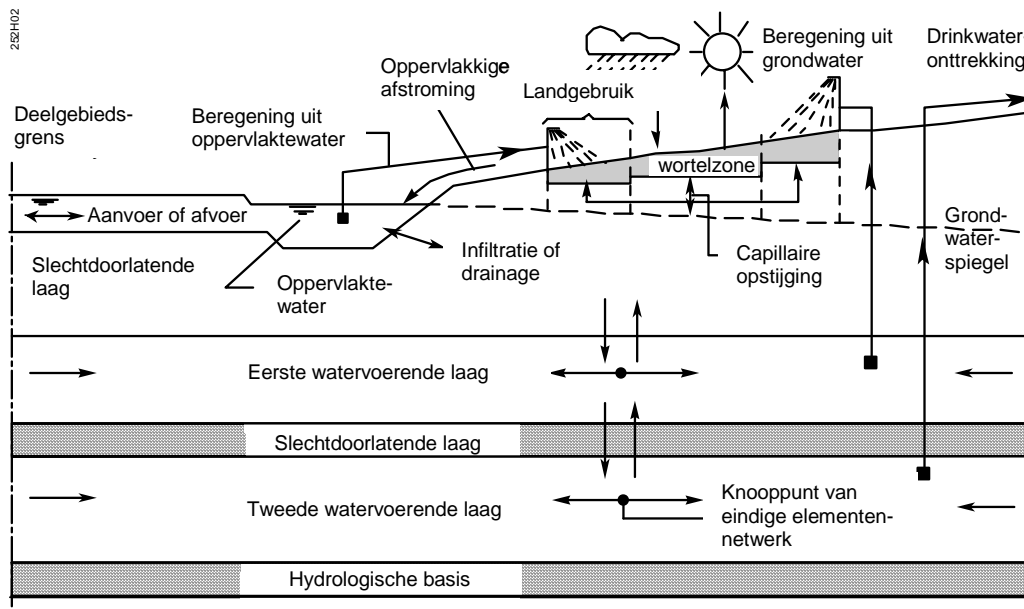 252H02
Deelgebieds-
grens
Beregening uit
oppervlaktewater
Oppervlakkige
afstroming
Landgebruik
Beregening uit
grondwater
Drinkwater-
onttrekking
wortelzone
Aanvoer of afvoer
Slechtdoorlatende
laag
Oppervlakte-
water
Infiltratie of
drainage
Capillaire
opstijging
Grond-
water-
spiegel
Eerste watervoerende laag
Slechtdoorlatende laag
Tweede watervoerende laag
Knooppunt van
eindige elementen-
netwerk
Hydrologische basis